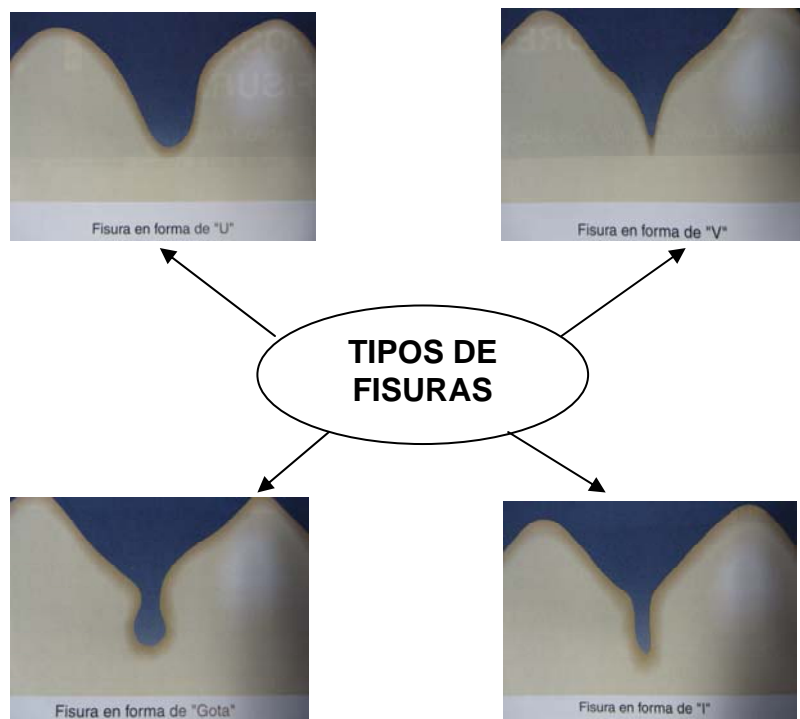 Fisura en forma de "U"
Fisura en forma de "V"
TIPOS DE
FISURAS
Fisura en forma de "Gota"
Fisura en forma de "I"